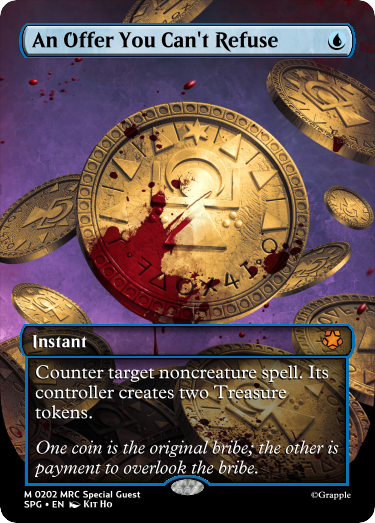 An Offer You Can't Refuse
Instant
Counter target noncreature spell. Its
controller creates two Treasure
tokens.
One coin is the original bribe; the other is
payment to overlook the bribe.
M 0202 MRC Special Guest
SPG • EN Kit Ho
©Grapple